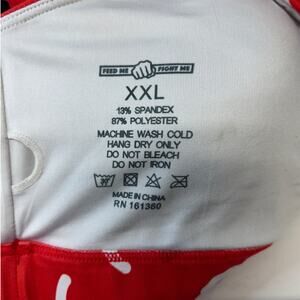 FEED ME FIGHT ME
XXL
13% SPANDEX
87% POLYESTER
MACHINE WASH COLD
HANG DRY ONLY
DO NOT BLEACH
DO NOT IRON
MADE IN CHINA
RN 161360